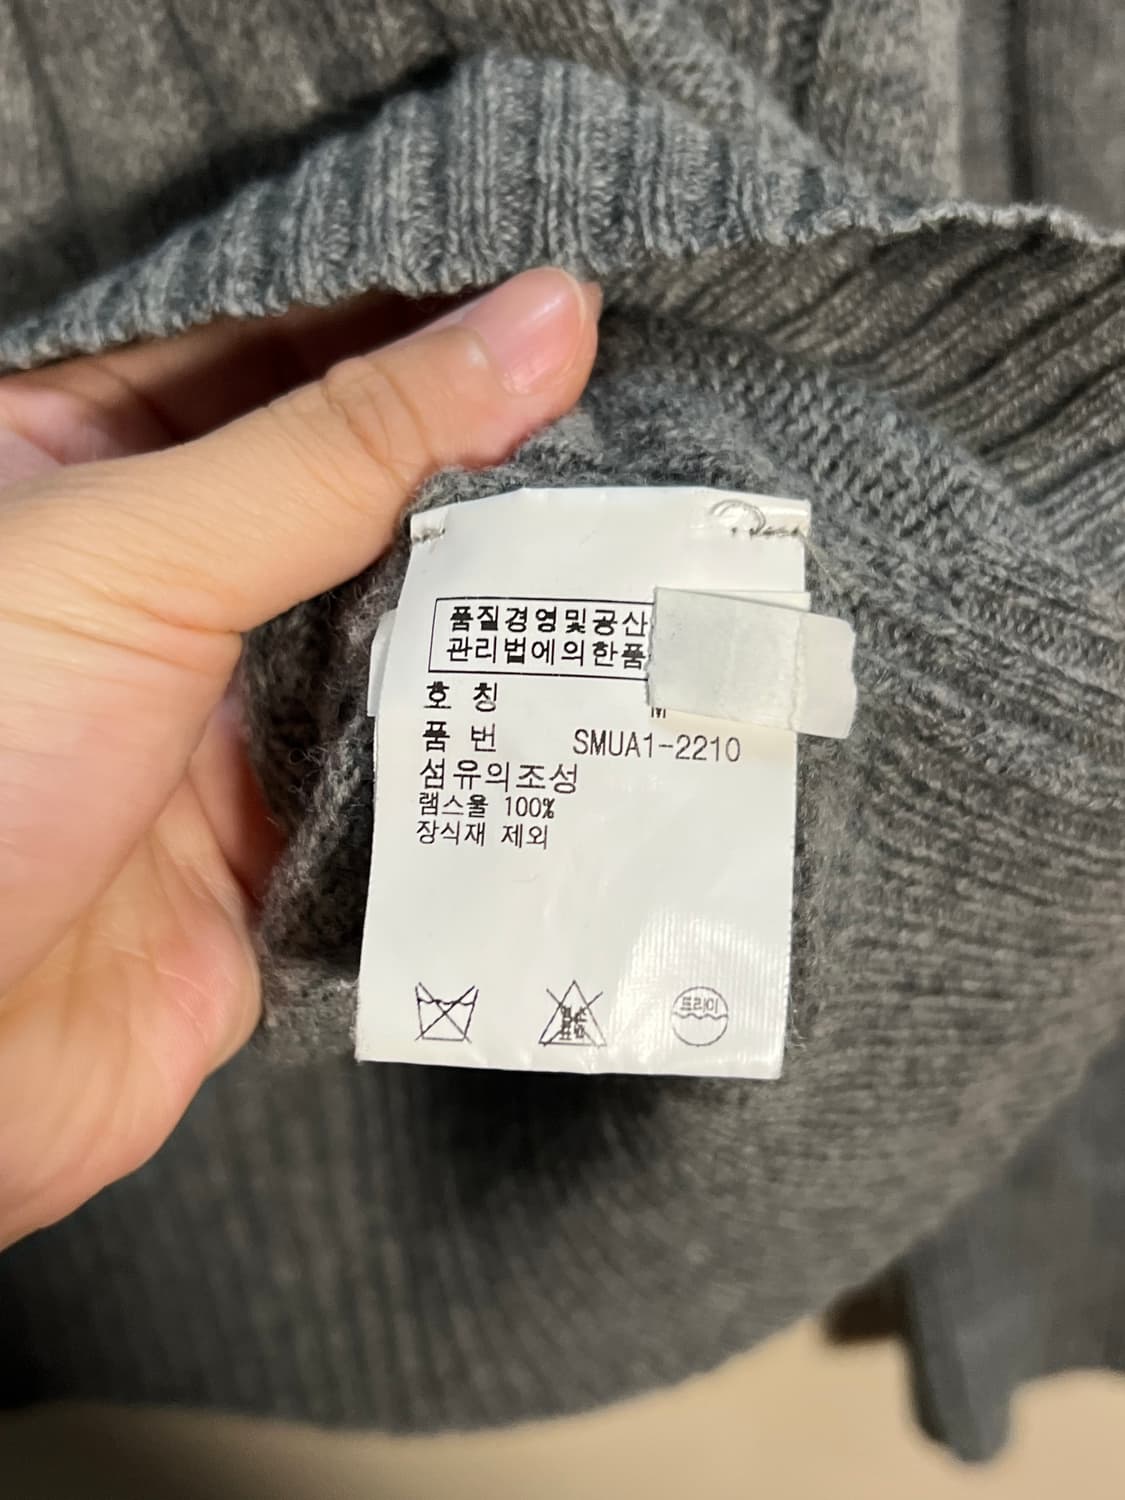 품질경영및공산
관리법에의한품
호 칭 M
품 번 SMUA1-2210
섬유의조성
램스울 100%
장식재 제외
드라이